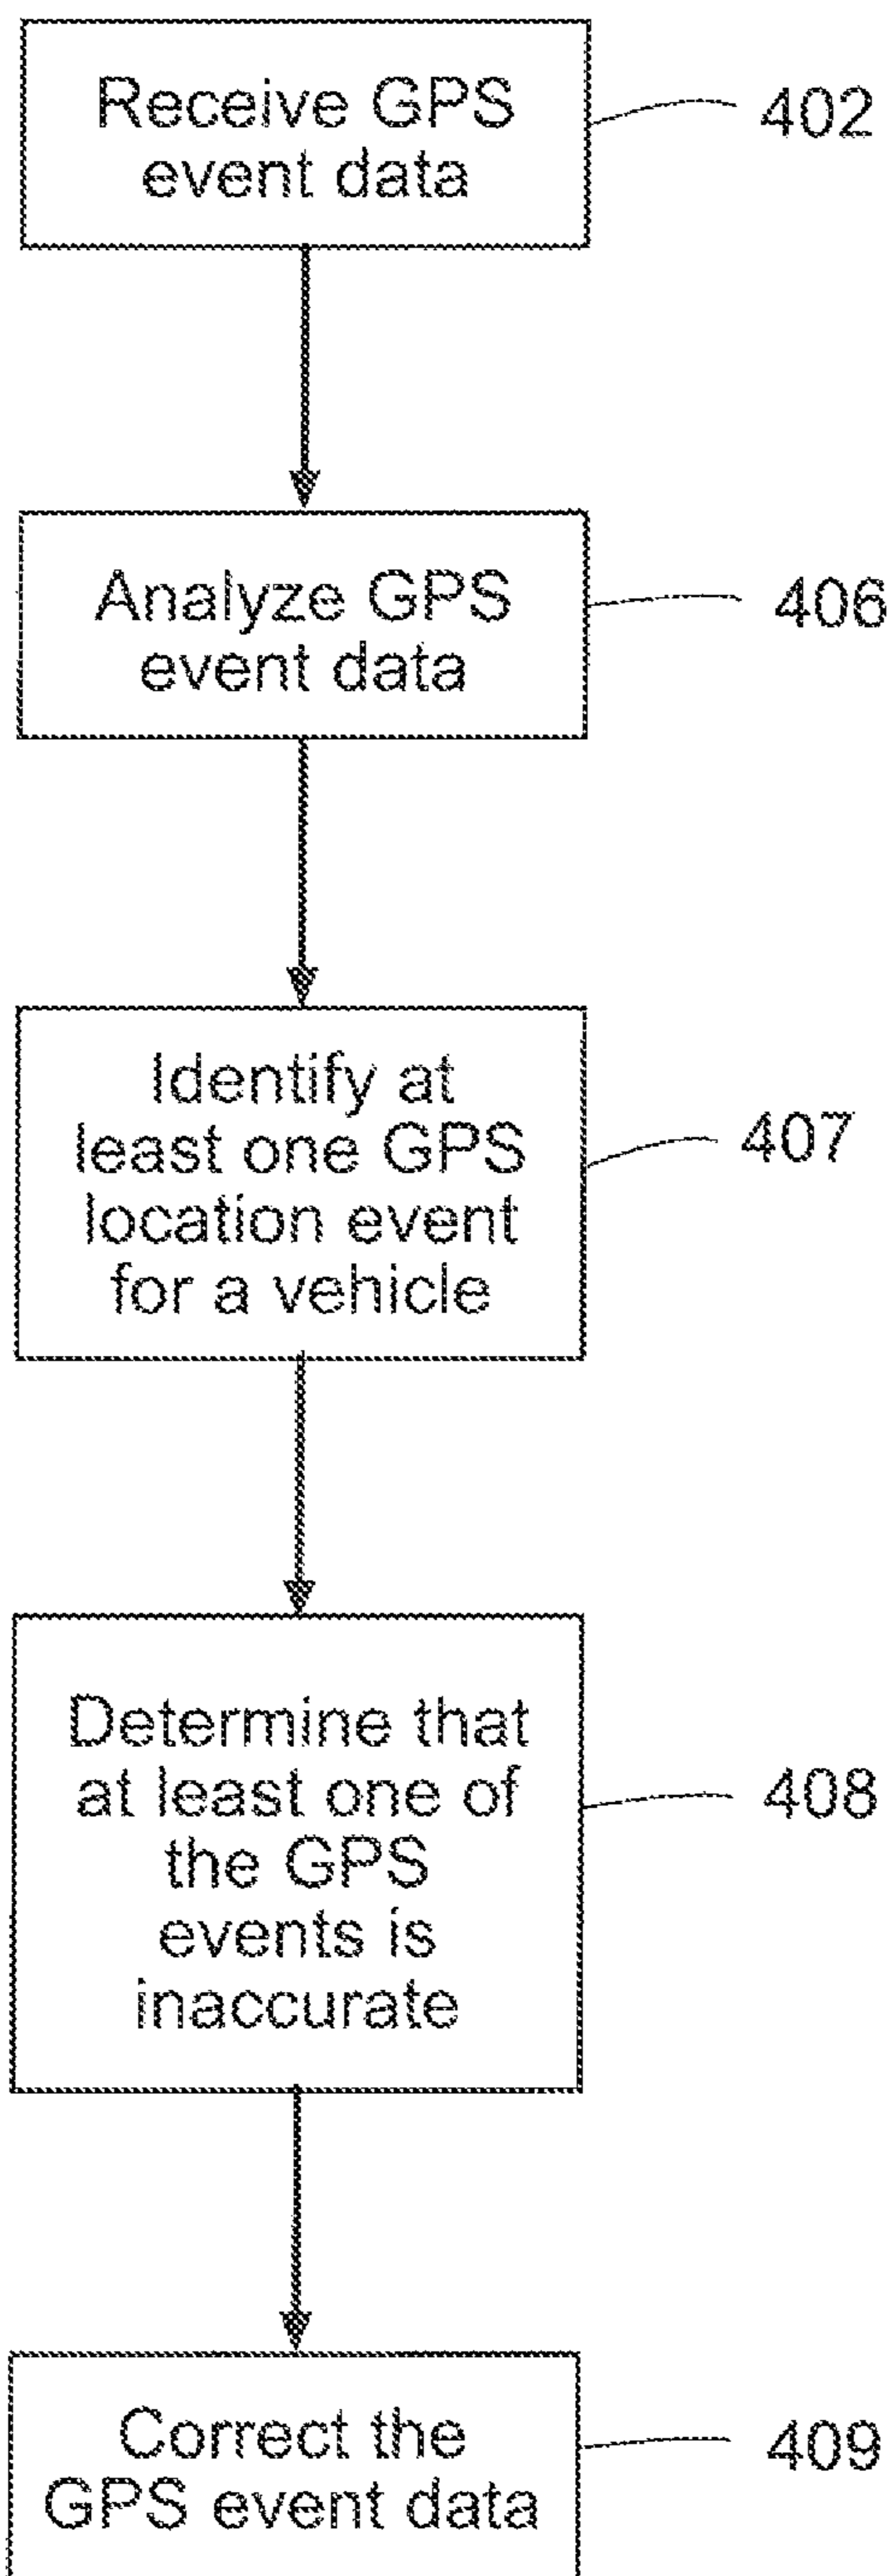 Receive GPS
event data
402
Analyze GPS
event data
406
Identify at
least one GPS
location event
for a vehicle
407
Determine that
at least one of
the GPS
events is
inaccurate
408
Correct the
GPS event data
409